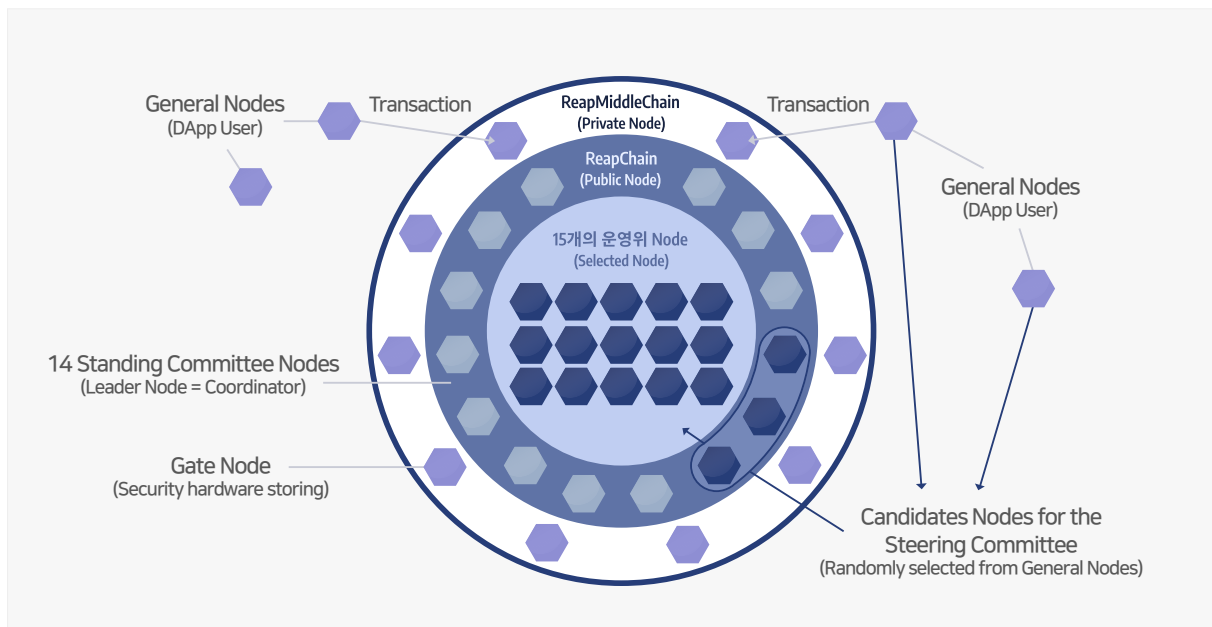 General Nodes
(DApp User)
Transaction
ReapMiddleChain
(Private Node)
Transaction
ReapChain
(Public Node)
General Nodes
(DApp User)
15개의 운영위 Node
(Selected Node)
14 Standing Committee Nodes
(Leader Node = Coordinator)
Gate Node
(Security hardware storing)
Candidates Nodes for the
Steering Committee
(Randomly selected from General Nodes)